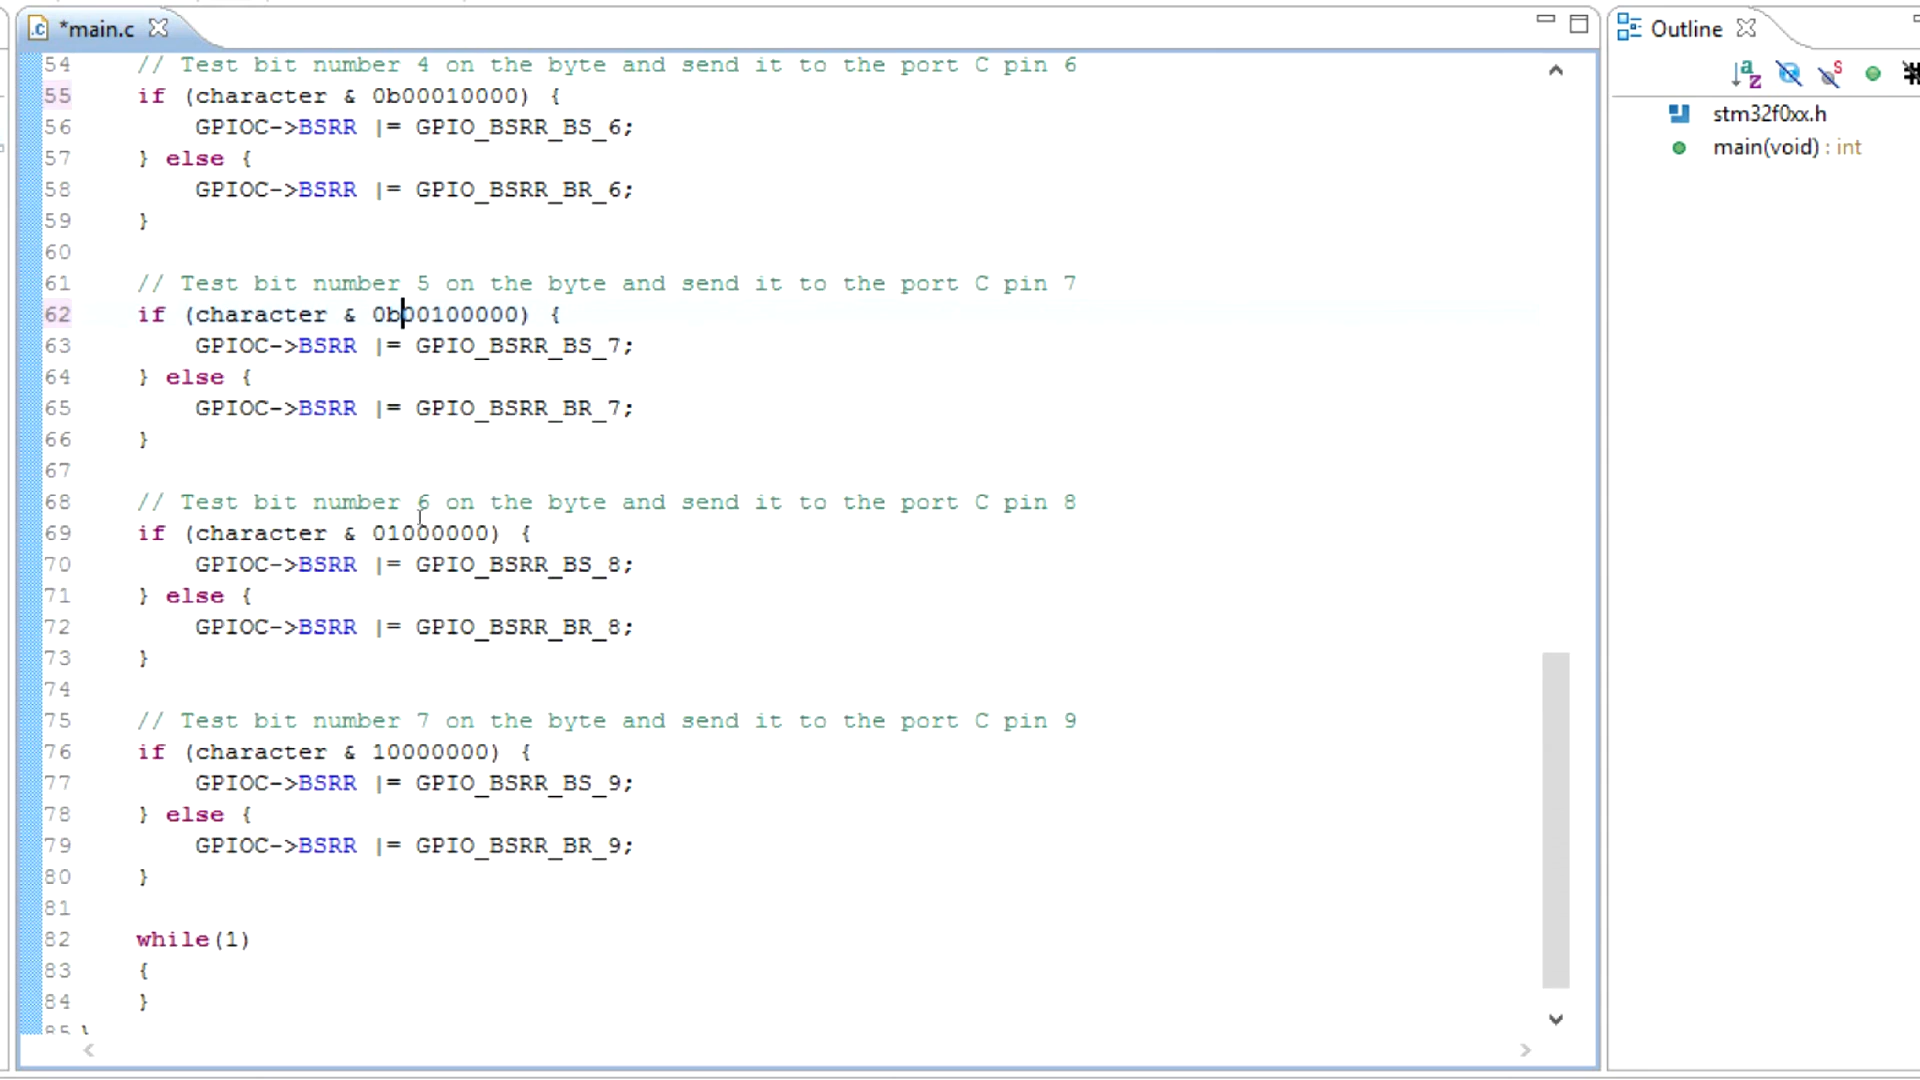 *main.c
54 // Test bit number 4 on the byte and send it to the port C pin 6
55 if (character & 0b00010000) {
56 GPIOC->BSRR |= GPIO_BSRR_BS_6;
57 } else {
58 GPIOC->BSRR |= GPIO_BSRR_BR_6;
59 }
60
61 // Test bit number 5 on the byte and send it to the port C pin 7
62 if (character & 0b00100000) {
63 GPIOC->BSRR |= GPIO_BSRR_BS_7;
64 } else {
65 GPIOC->BSRR |= GPIO_BSRR_BR_7;
66 }
67
68 // Test bit number 6 on the byte and send it to the port C pin 8
69 if (character & 01000000) {
70 GPIOC->BSRR |= GPIO_BSRR_BS_8;
71 } else {
72 GPIOC->BSRR |= GPIO_BSRR_BR_8;
73 }
74
75 // Test bit number 7 on the byte and send it to the port C pin 9
76 if (character & 10000000) {
77 GPIOC->BSRR |= GPIO_BSRR_BS_9;
78 } else {
79 GPIOC->BSRR |= GPIO_BSRR_BR_9;
80 }
81
82 while(1)
83 {
84 }
85 }
Outline
stm32f0xx.h
main(void) : int